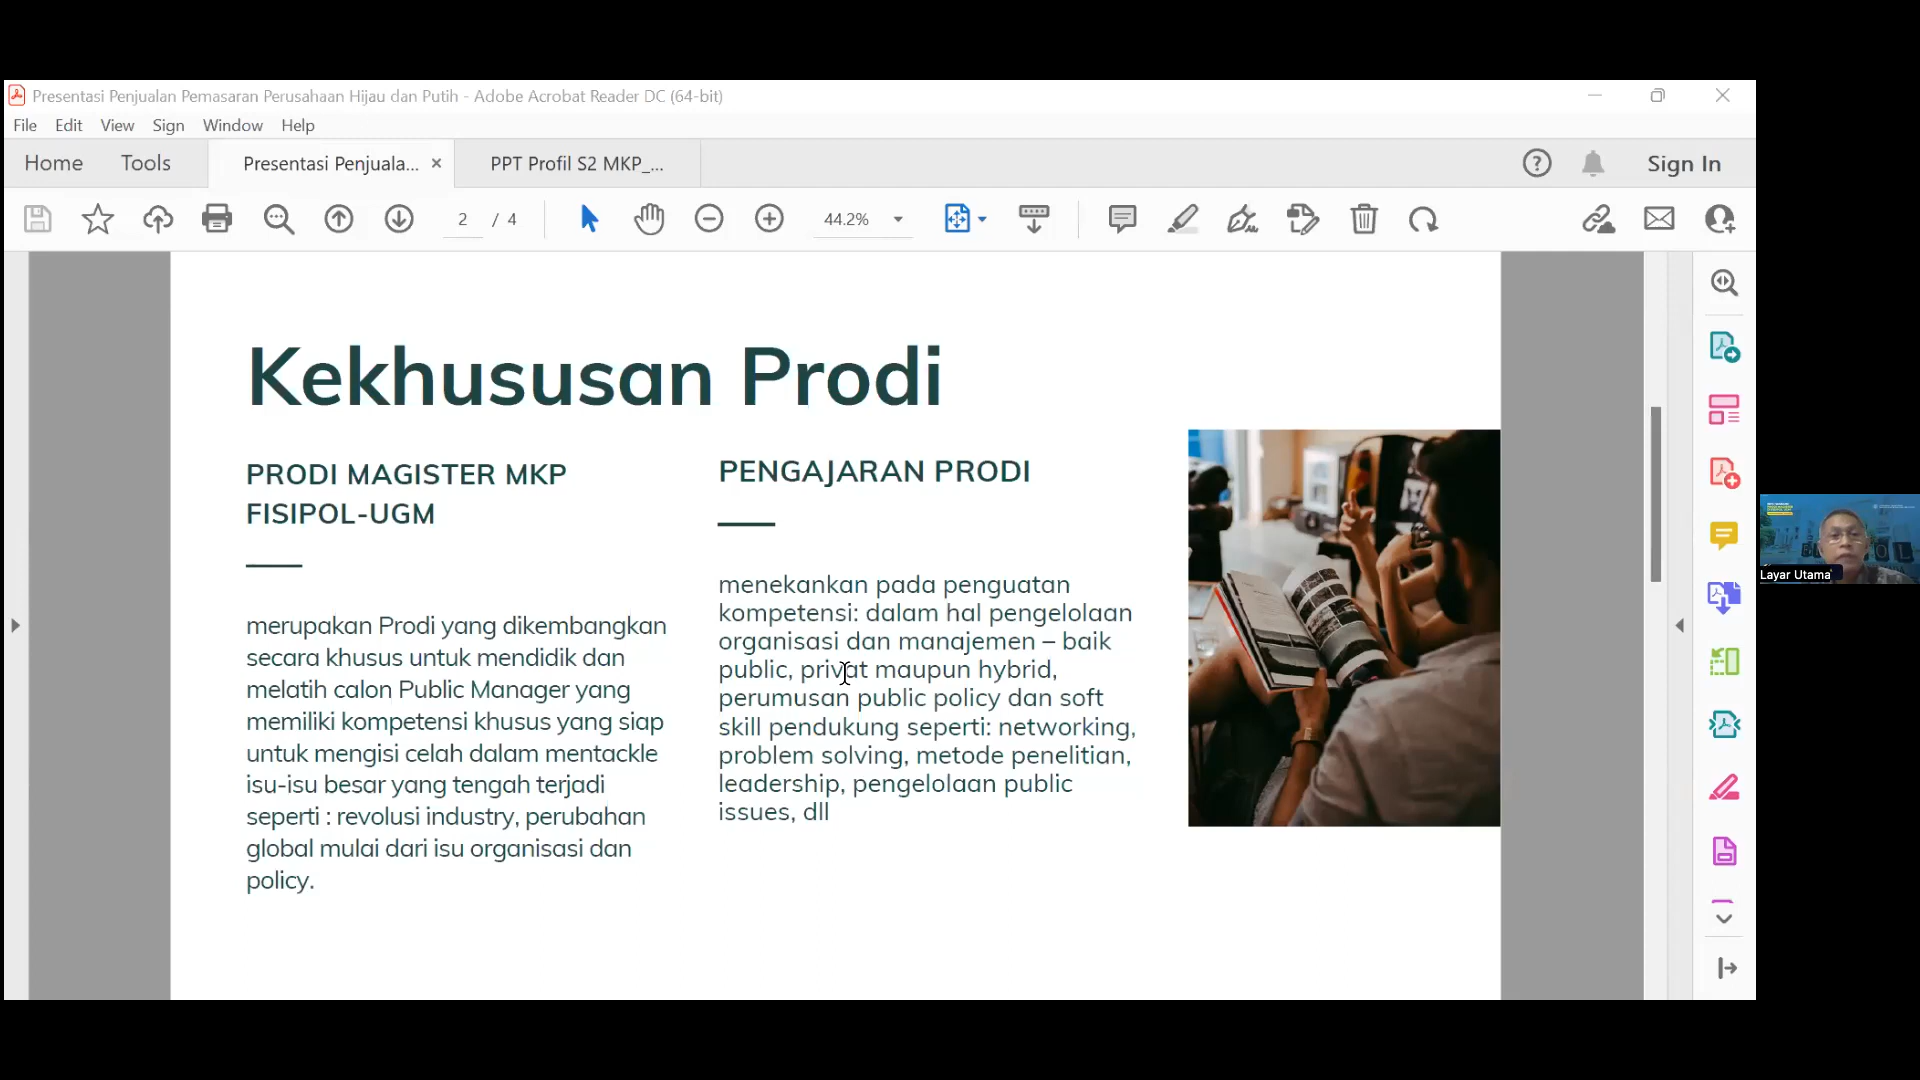 Presentasi Penjualan Pemasaran Perusahaan Hijau dan Putih - Adobe Acrobat Reader DC (64-bit)
File Edit View Sign Window Help
Home Tools Presentasi Penjuala... × PPT Profil S2 MKP_... Sign In
2 / 4 44.2%
Kekhususan Prodi
PRODI MAGISTER MKP
FISIPOL-UGM
merupakan Prodi yang dikembangkan
secara khusus untuk mendidik dan
melatih calon Public Manager yang
memiliki kompetensi khusus yang siap
untuk mengisi celah dalam mentackle
isu-isu besar yang tengah terjadi
seperti : revolusi industry, perubahan
global mulai dari isu organisasi dan
policy.
PENGAJARAN PRODI
menekankan pada penguatan
kompetensi: dalam hal pengelolaan
organisasi dan manajemen – baik
public, privat maupun hybrid,
perumusan public policy dan soft
skill pendukung seperti: networking,
problem solving, metode penelitian,
leadership, pengelolaan public
issues, dll
Layar Utama